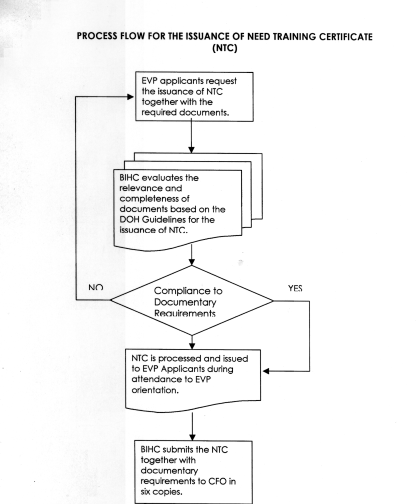 PROCESS FLOW FOR THE ISSUANCE OF NEED TRAINING CERTIFICATE
(NTC)
EVP applicants request
the issuance of NTC
together with the
required documents.
BIHC evaluates the
relevance and
completeness of
documents based on the
DOH Guidelines for the
issuance of NTC.
NO
Compliance to
Documentary
Requirements
YES
NTC is processed and issued
to EVP Applicants during
attendance to EVP
orientation.
BIHC submits the NTC
together with
documentary
requirements to CFO in
six copies.